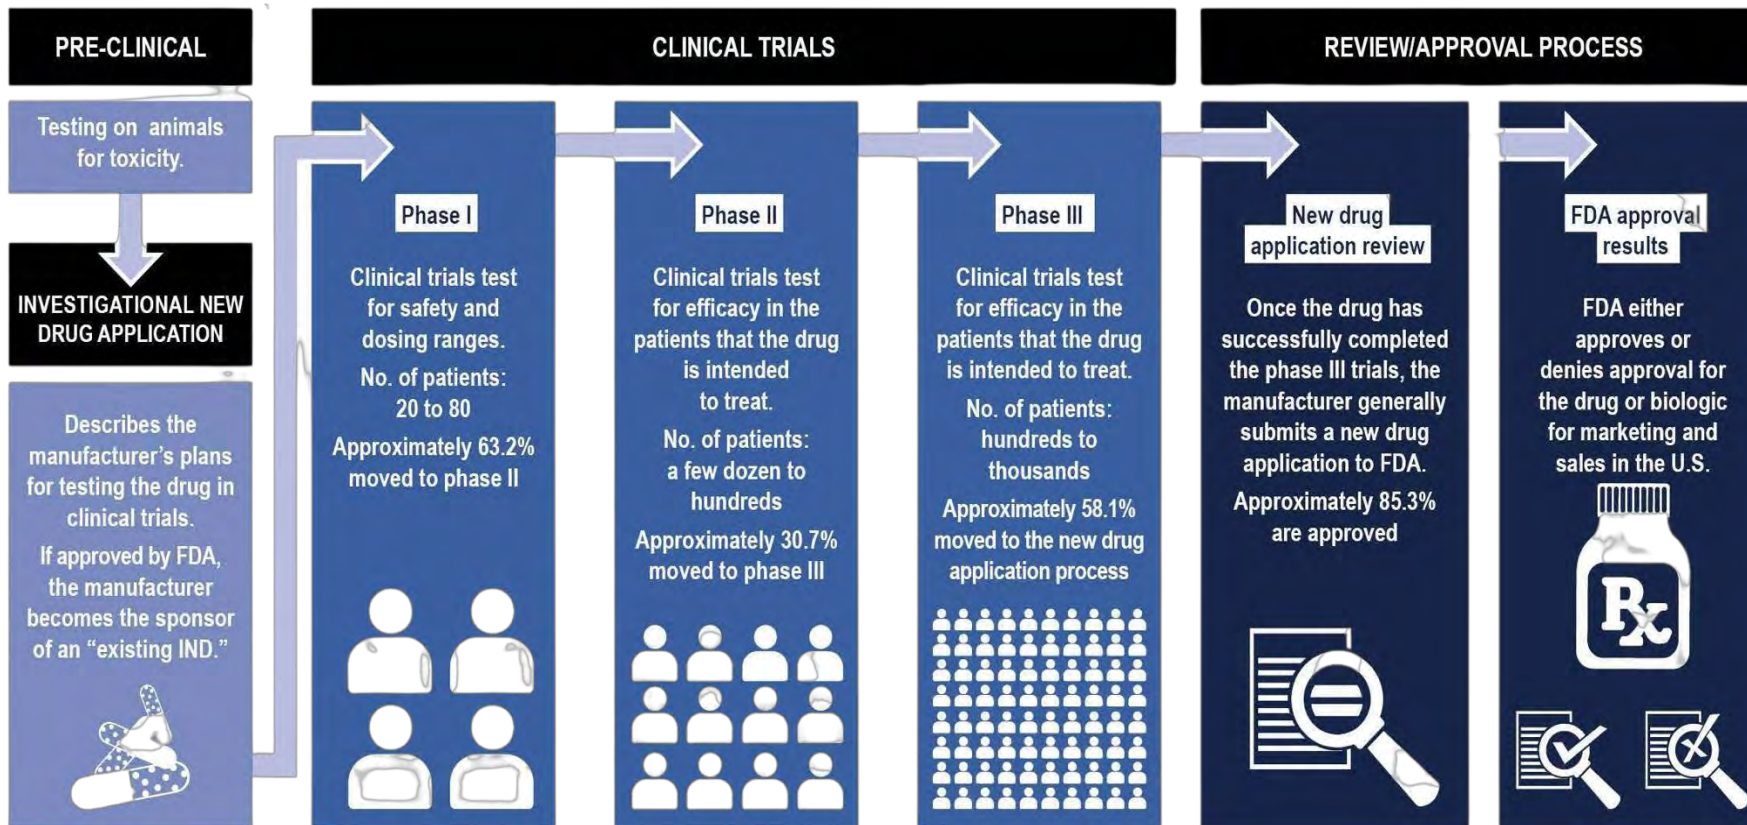 PRE-CLINICAL
Testing on animals
for toxicity.
INVESTIGATIONAL NEW
DRUG APPLICATION
Describes the
manufacturer's plans
for testing the drug in
clinical trials.
If approved by FDA,
the manufacturer
becomes the sponsor
of an “existing IND.”
CLINICAL TRIALS
Phase I
Clinical trials test
for safety and
dosing ranges.
No. of patients:
20 to 80
Approximately 63.2%
moved to phase II
Phase II
Clinical trials test
for efficacy in the
patients that the drug
is intended
to treat.
No. of patients:
a few dozen to
hundreds
Approximately 30.7%
moved to phase III
Phase III
Clinical trials test
for efficacy in the
patients that the drug
is intended to treat.
No. of patients:
hundreds to
thousands
Approximately 58.1%
moved to the new drug
application process
REVIEW/APPROVAL PROCESS
New drug
application review
Once the drug has
successfully completed
the phase III trials, the
manufacturer generally
submits a new drug
application to FDA.
Approximately 85.3%
are approved
FDA approval
results
FDA either
approves or
denies approval for
the drug or biologic
for marketing and
sales in the U.S.
Rx